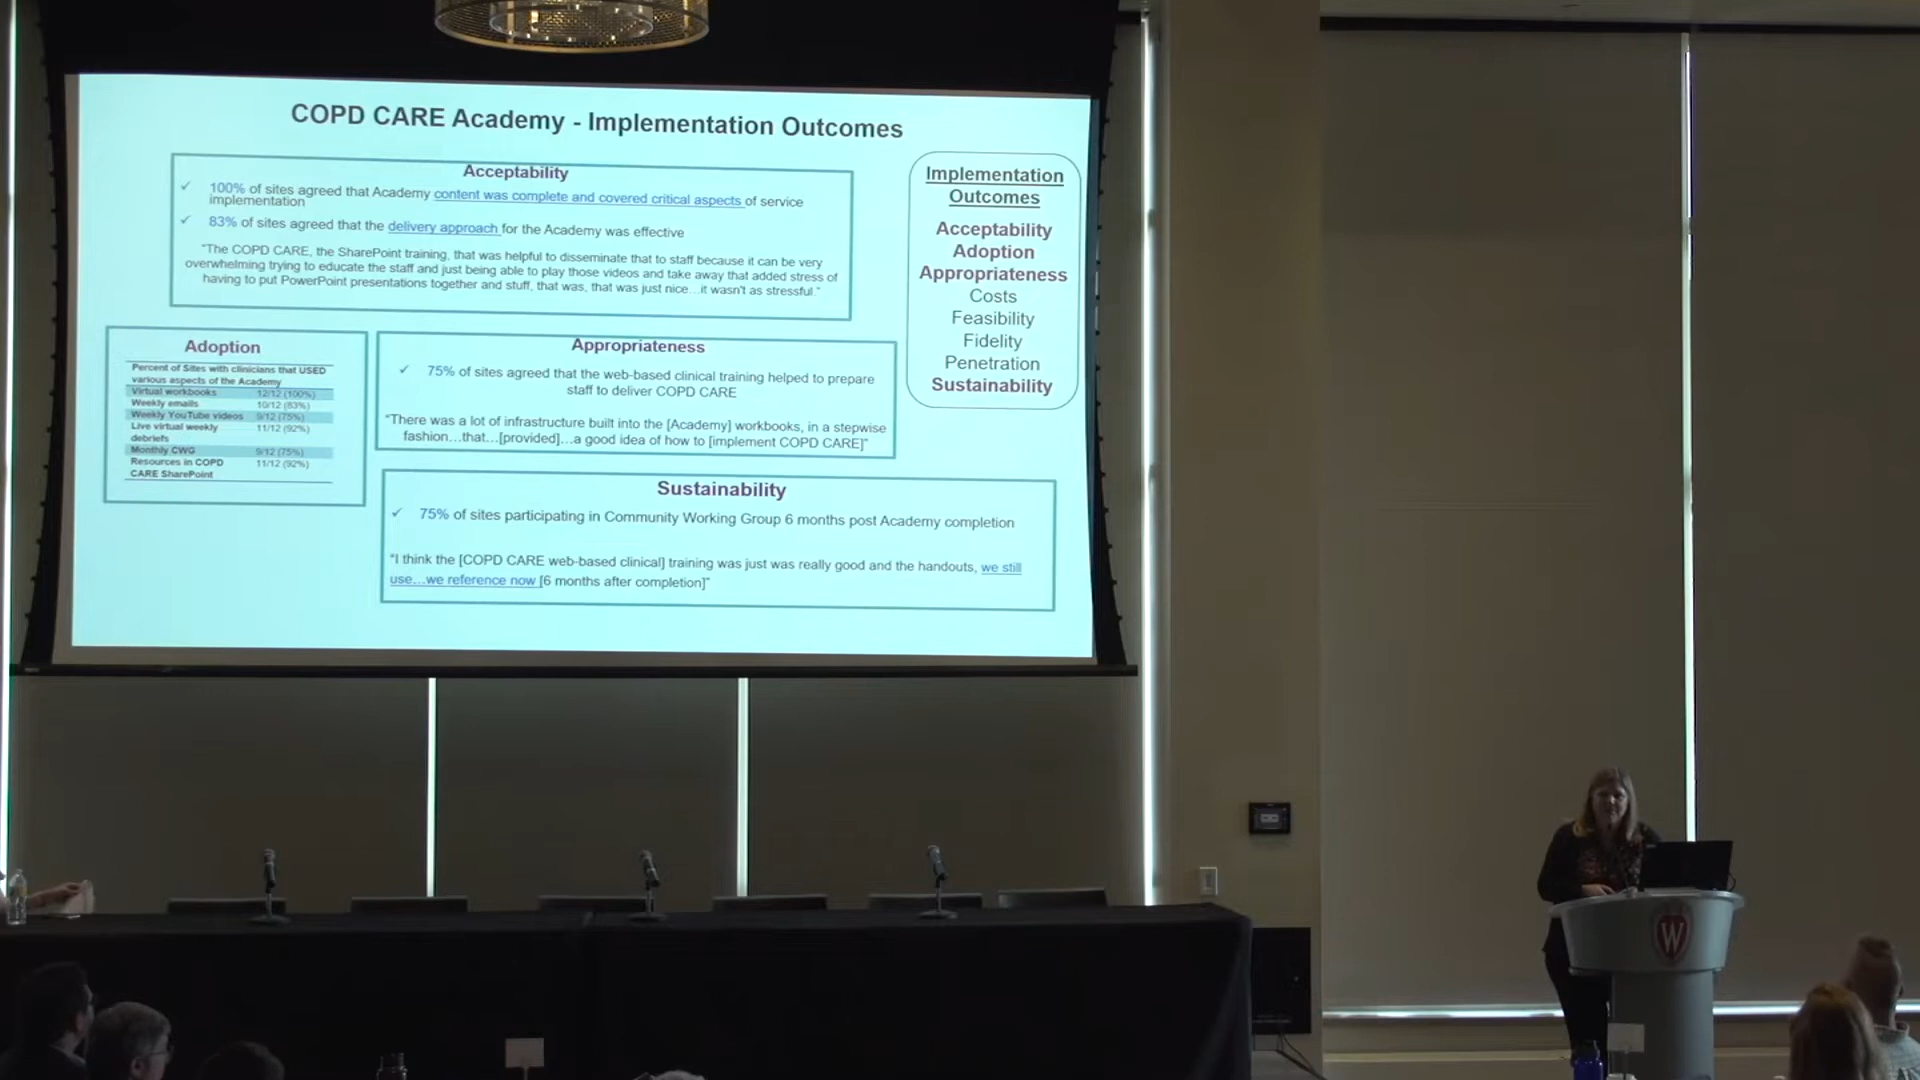 COPD CARE Academy - Implementation Outcomes
Acceptability
✓ 100% of sites agreed that Academy content was complete and covered critical aspects of service
implementation
✓ 83% of sites agreed that the delivery approach for the Academy was effective
"The COPD CARE, the SharePoint training, that was helpful to disseminate that to staff because it can be very
overwhelming trying to educate the staff and just being able to play those videos and take away that added stress of
having to put PowerPoint presentations together and stuff, that was, that was just nice...it wasn't as stressful."
Implementation
Outcomes
Acceptability
Adoption
Appropriateness
Costs
Feasibility
Fidelity
Penetration
Sustainability
Adoption
Percent of Sites with clinicians that USED
various aspects of the Academy
Virtual workbooks 12/12 (100%)
Weekly emails 10/12 (83%)
Weekly YouTube videos 9/12 (75%)
Live virtual weekly 11/12 (92%)
debriefs
Monthly CWG 9/12 (75%)
Resources in COPD 11/12 (92%)
CARE SharePoint
Appropriateness
✓ 75% of sites agreed that the web-based clinical training helped to prepare
staff to deliver COPD CARE
"There was a lot of infrastructure built into the [Academy] workbooks, in a stepwise
fashion...that...[provided]...a good idea of how to [implement COPD CARE]"
Sustainability
✓ 75% of sites participating in Community Working Group 6 months post Academy completion
"I think the [COPD CARE web-based clinical] training was just was really good and the handouts, we still
use...we reference now [6 months after completion]"
W